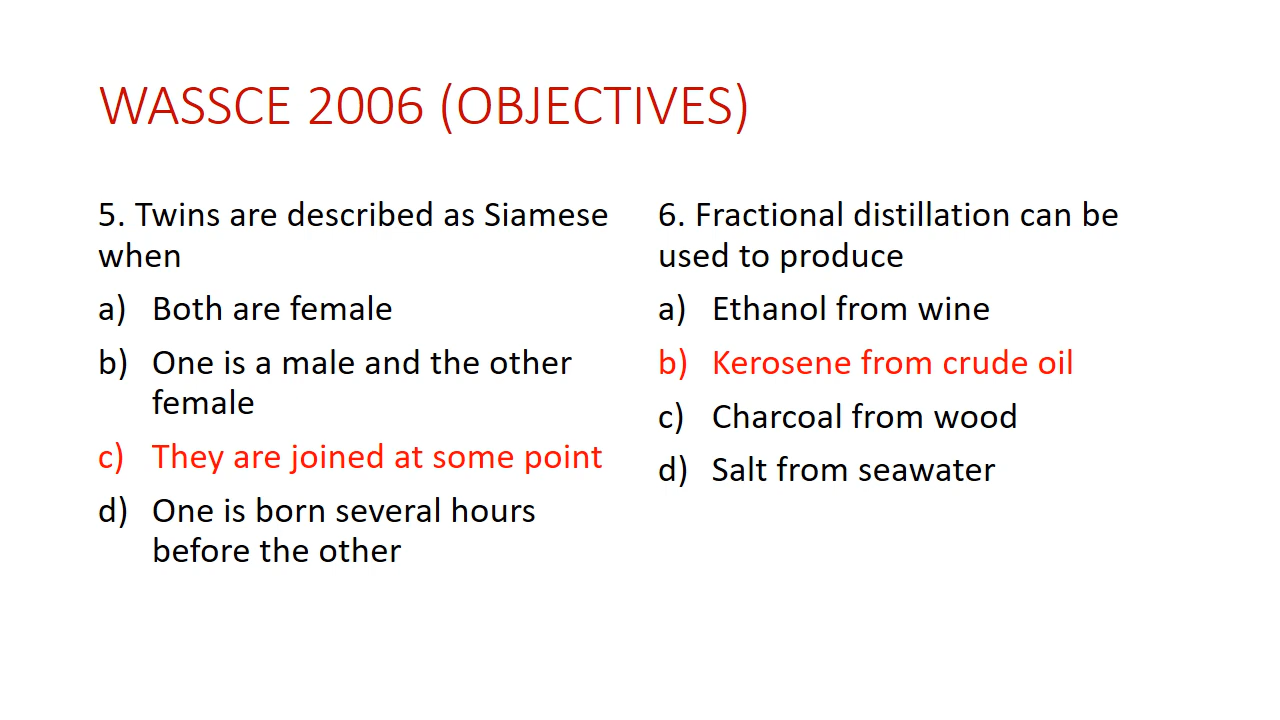 WASSCE 2006 (OBJECTIVES)
5. Twins are described as Siamese
when
a) Both are female
b) One is a male and the other
female
c) They are joined at some point
d) One is born several hours
before the other
6. Fractional distillation can be
used to produce
a) Ethanol from wine
b) Kerosene from crude oil
c) Charcoal from wood
d) Salt from seawater